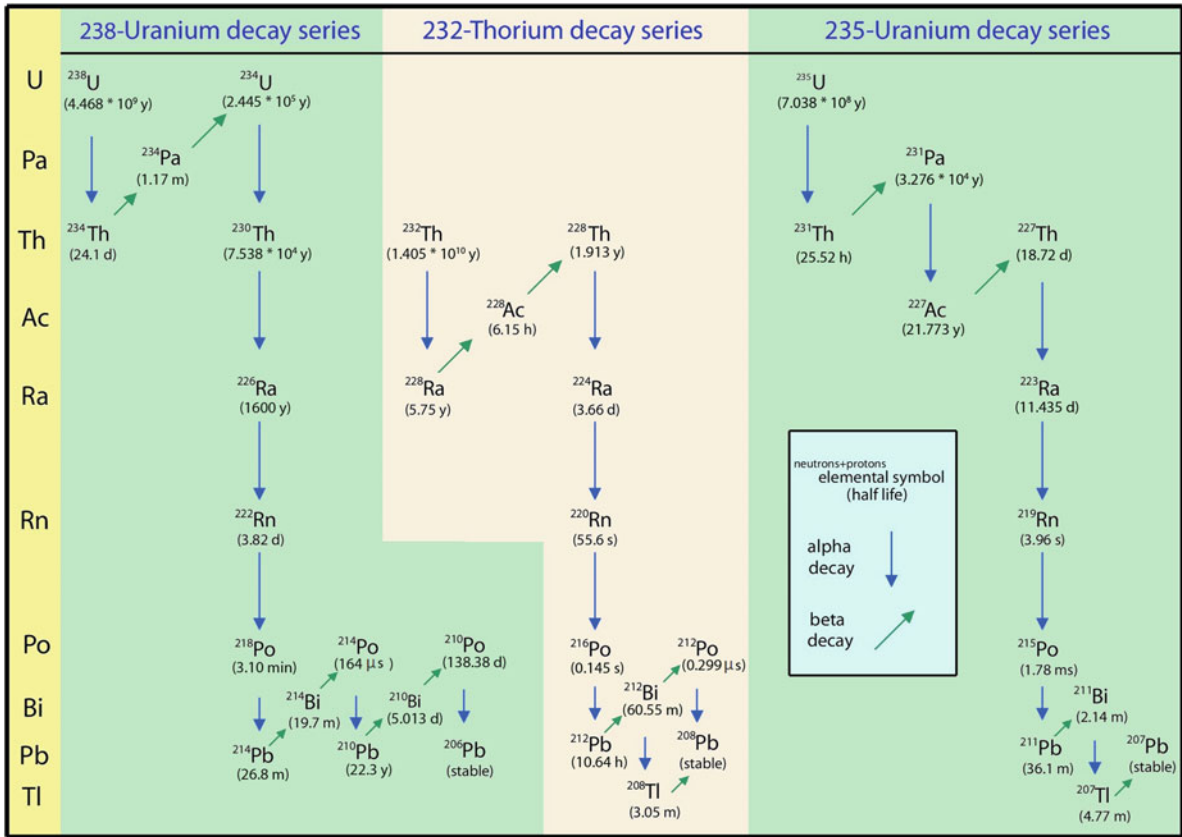 238-Uranium decay series
232-Thorium decay series
235-Uranium decay series
U
²³⁸U
(4.468 * 10⁹ y)
²³⁴U
(2.445 * 10⁵ y)
²³⁵U
(7.038 * 10⁸ y)
Pa
²³⁴Pa
(1.17 m)
²³¹Pa
(3.276 * 10⁴ y)
Th
²³⁴Th
(24.1 d)
²³⁰Th
(7.538 * 10⁴ y)
²³²Th
(1.405 * 10¹⁰ y)
²²⁸Th
(1.913 y)
²³¹Th
(25.52 h)
²²⁷Th
(18.72 d)
Ac
²²⁸Ac
(6.15 h)
²²⁷Ac
(21.773 y)
Ra
²²⁶Ra
(1600 y)
²²⁸Ra
(5.75 y)
²²⁴Ra
(3.66 d)
²²³Ra
(11.435 d)
neutrons+protons
elemental symbol
(half life)
alpha
decay
beta
decay
Rn
²²²Rn
(3.82 d)
²²⁰Rn
(55.6 s)
²¹⁹Rn
(3.96 s)
Po
²¹⁸Po
(3.10 min)
²¹⁴Po
(164 µs )
²¹⁰Po
(138.38 d)
²¹⁶Po
(0.145 s)
²¹²Po
(0.299 µs)
²¹⁵Po
(1.78 ms)
Bi
²¹⁴Bi
(19.7 m)
²¹⁰Bi
(5.013 d)
²¹²Bi
(60.55 m)
²¹¹Bi
(2.14 m)
Pb
²¹⁴Pb
(26.8 m)
²¹⁰Pb
(22.3 y)
²⁰⁶Pb
(stable)
²¹²Pb
(10.64 h)
²⁰⁸Pb
(stable)
²¹¹Pb
(36.1 m)
²⁰⁷Pb
(stable)
Tl
²⁰⁸Tl
(3.05 m)
²⁰⁷Tl
(4.77 m)